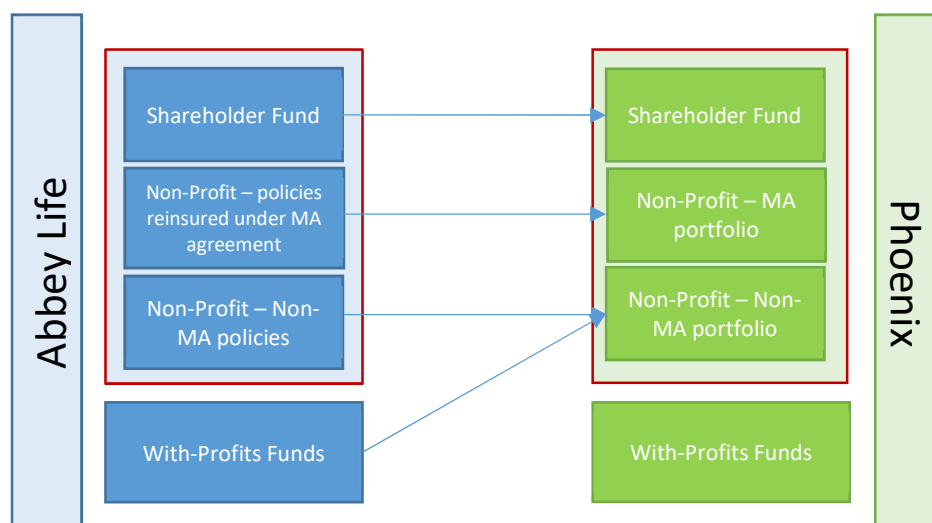 Abbey Life
Shareholder Fund
Non-Profit – policies
reinsured under MA
agreement
Non-Profit – Non-
MA policies
With-Profits Funds
Shareholder Fund
Non-Profit – MA
portfolio
Non-Profit – Non-
MA portfolio
With-Profits Funds
Phoenix